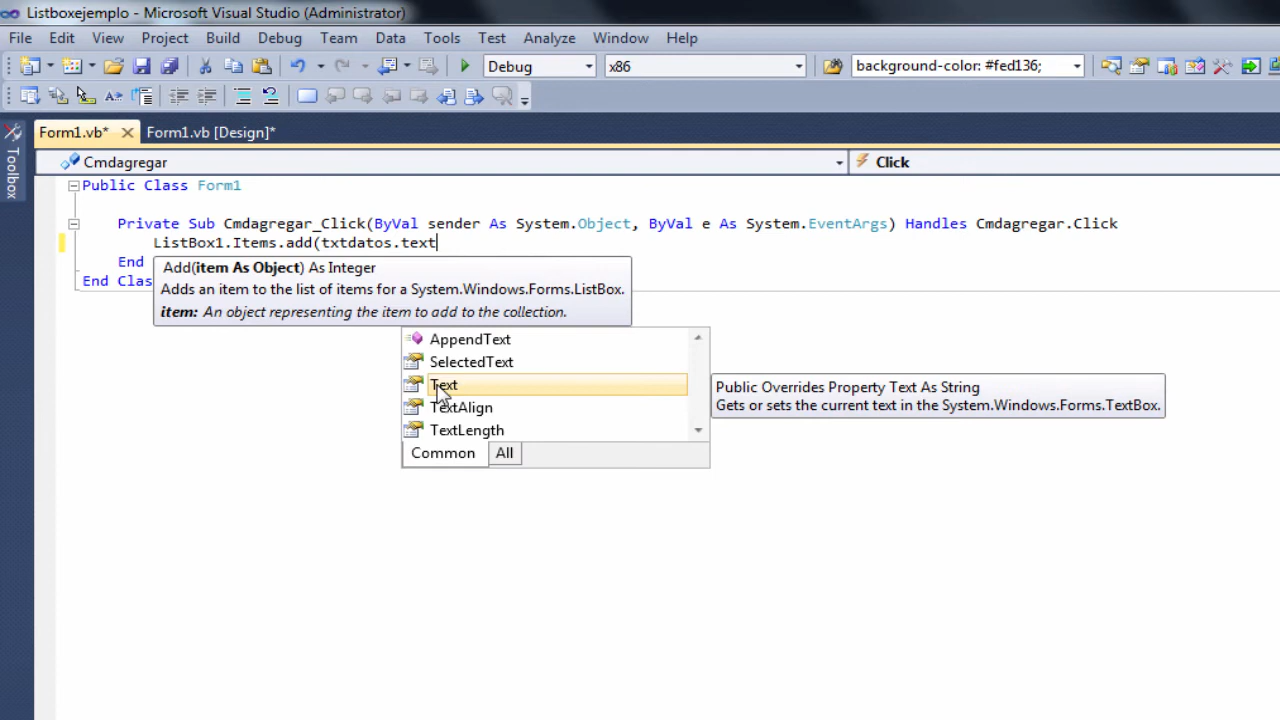 Listboxejemplo - Microsoft Visual Studio (Administrator)
File Edit View Project Build Debug Team Data Tools Test Analyze Window Help
Debug x86 background-color: #fed136;
Form1.vb* Form1.vb [Design]*
Toolbox
Cmdagregar Click
Public Class Form1
Private Sub Cmdagregar_Click(ByVal sender As System.Object, ByVal e As System.EventArgs) Handles Cmdagregar.Click
ListBox1.Items.add(txtdatos.text
End
End Clas
Add(item As Object) As Integer
Adds an item to the list of items for a System.Windows.Forms.ListBox.
item: An object representing the item to add to the collection.
AppendText
SelectedText
Text
TextAlign
TextLength
Common All
Public Overrides Property Text As String
Gets or sets the current text in the System.Windows.Forms.TextBox.